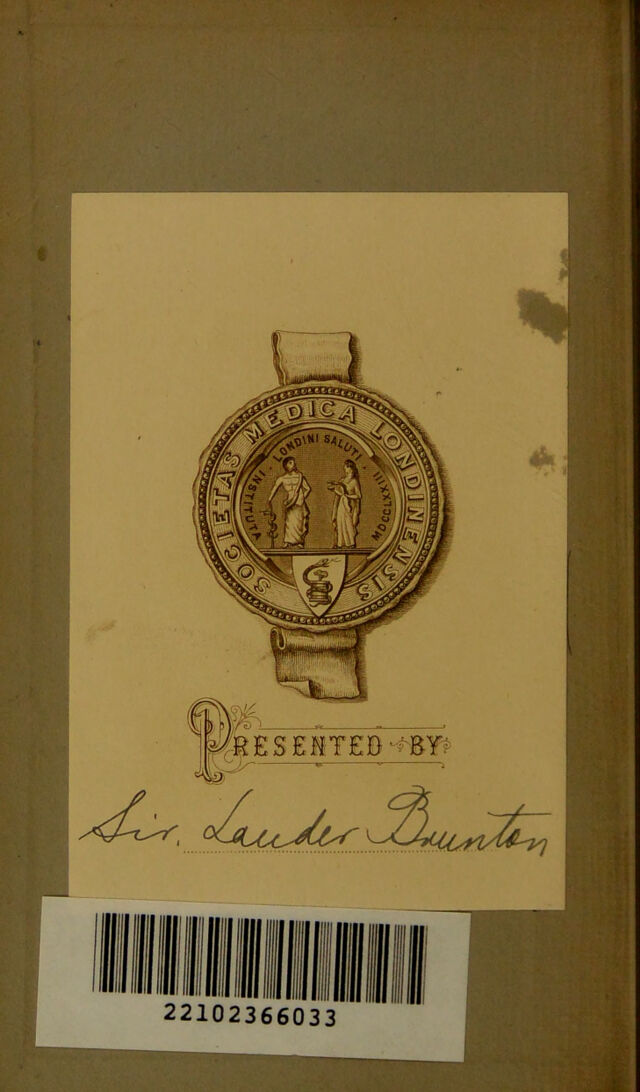 SOCIETAS MEDICA LONDINENSIS
INSTITUTA · LONDINI SALUTI · MDCCLXXIII
PRESENTED BY
Sir. Lauder Brunton
22102366033